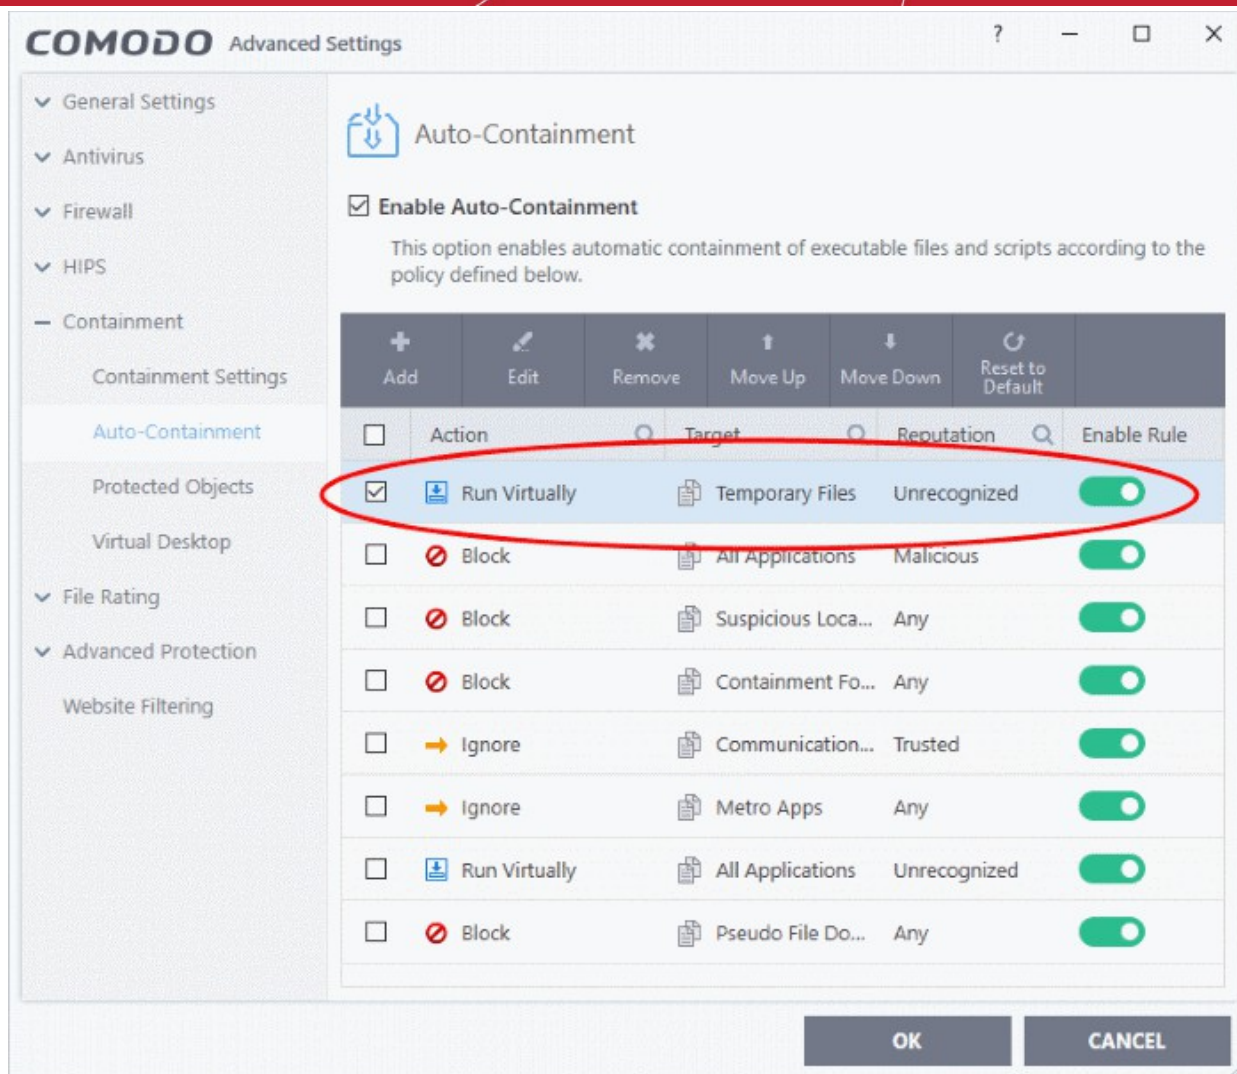 COMODO Advanced Settings ?
General Settings
Antivirus
Firewall
HIPS
Containment
Containment Settings
Auto-Containment
Protected Objects
Virtual Desktop
File Rating
Advanced Protection
Website Filtering
Auto-Containment
Enable Auto-Containment
This option enables automatic containment of executable files and scripts according to the
policy defined below.
Add Edit Remove Move Up Move Down Reset to
Default
Action Target Reputation Enable Rule
Run Virtually Temporary Files Unrecognized
Block All Applications Malicious
Block Suspicious Loca... Any
Block Containment Fo... Any
Ignore Communication... Trusted
Ignore Metro Apps Any
Run Virtually All Applications Unrecognized
Block Pseudo File Do... Any
OK CANCEL